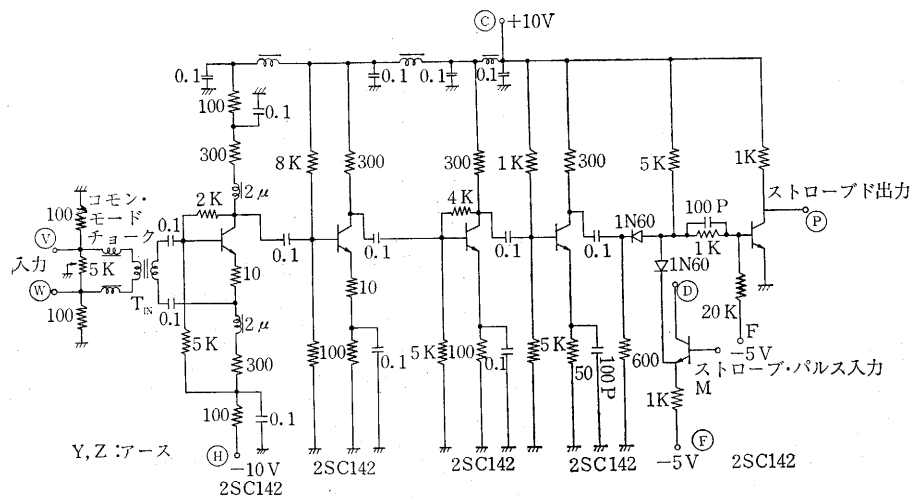 Ⓒ +10V
0.1
0.1
0.1
0.1
100
0.1
300
8K
300
300
1K
300
5K
1K
ストローブド出力
Ⓟ
2μ
2K
4K
100P
1N60
1K
コモン・
モード
チョーク
100
0.1
Ⓥ
入力
5K
Ⓦ
100
T_IN
0.1
0.1
0.1
0.1
0.1
10
10
2μ
1N60
Ⓓ
20K
F
-5V
ストローブ・パルス入力
M
5K
300
100
0.1
5K
100
0.1
5K
50
100P
600
1K
100
0.1
Ⓗ
-10V
Ⓕ
-5V
Y, Z :アース
2SC142
2SC142
2SC142
2SC142
2SC142